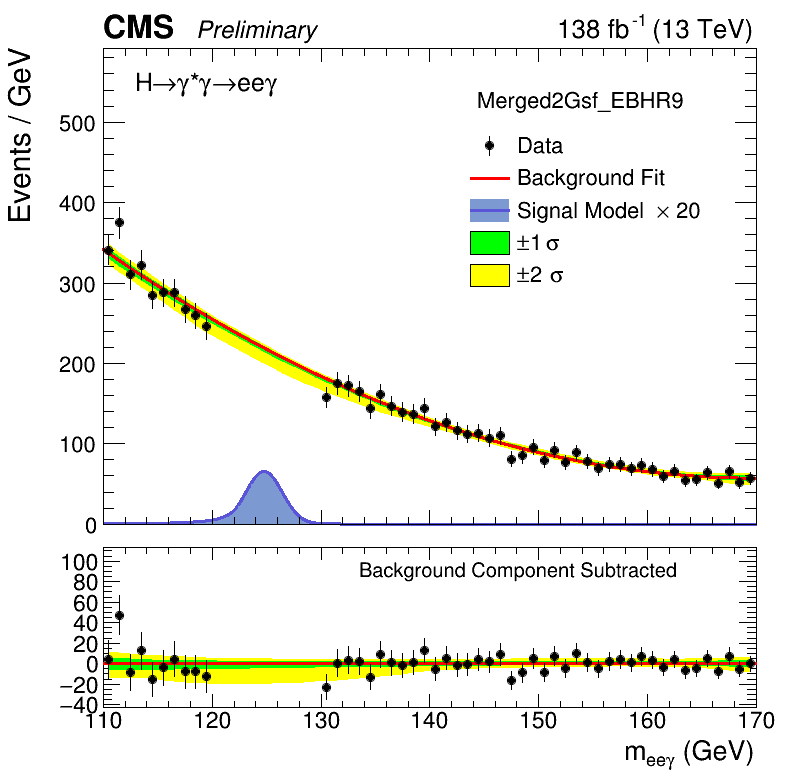 CMS Preliminary 138 fb⁻¹ (13 TeV)
H→γ*γ→eeγ
Merged2Gsf_EBHR9
Data
Background Fit
Signal Model × 20
±1 σ
±2 σ
Events / GeV
500
400
300
200
100
0
Background Component Subtracted
100
80
60
40
20
0
−20
−40
110 120 130 140 150 160 170
m_eeγ (GeV)